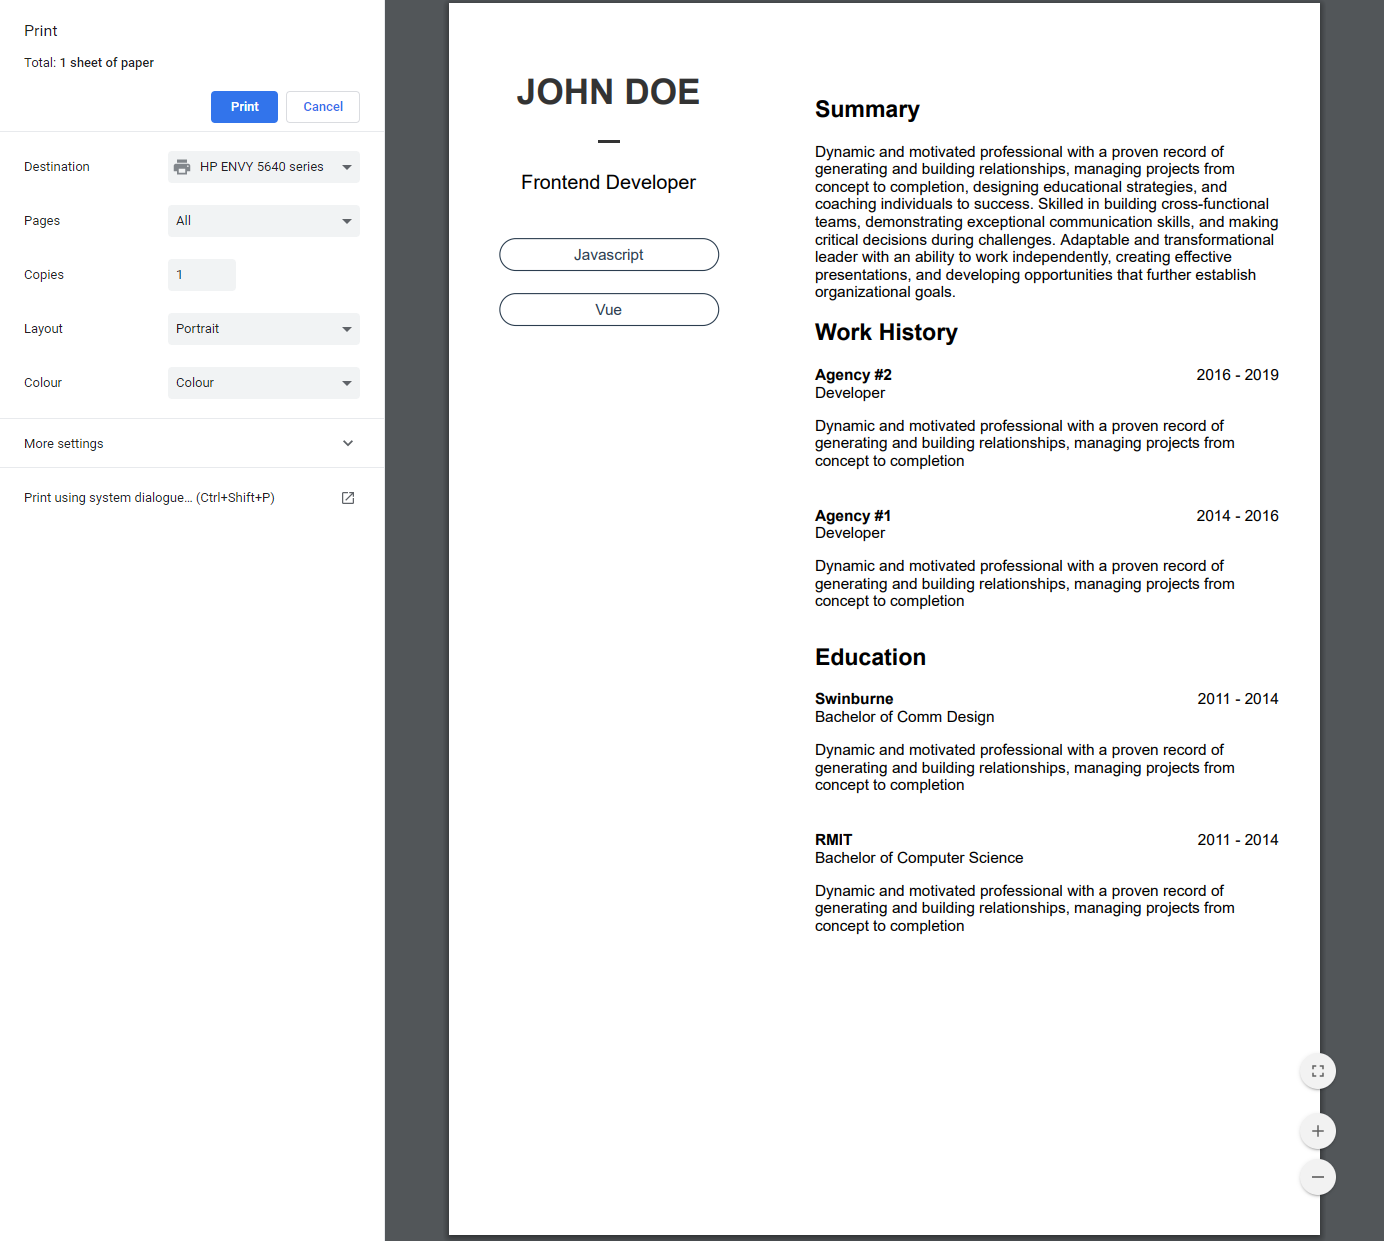 Print
Total: 1 sheet of paper
Print
Cancel
Destination
HP ENVY 5640 series
Pages
All
Copies
1
Layout
Portrait
Colour
Colour
More settings
Print using system dialogue... (Ctrl+Shift+P)
JOHN DOE
Frontend Developer
Javascript
Vue
Summary
Dynamic and motivated professional with a proven record of
generating and building relationships, managing projects from
concept to completion, designing educational strategies, and
coaching individuals to success. Skilled in building cross-functional
teams, demonstrating exceptional communication skills, and making
critical decisions during challenges. Adaptable and transformational
leader with an ability to work independently, creating effective
presentations, and developing opportunities that further establish
organizational goals.
Work History
Agency #2 2016 - 2019
Developer
Dynamic and motivated professional with a proven record of
generating and building relationships, managing projects from
concept to completion
Agency #1 2014 - 2016
Developer
Dynamic and motivated professional with a proven record of
generating and building relationships, managing projects from
concept to completion
Education
Swinburne 2011 - 2014
Bachelor of Comm Design
Dynamic and motivated professional with a proven record of
generating and building relationships, managing projects from
concept to completion
RMIT 2011 - 2014
Bachelor of Computer Science
Dynamic and motivated professional with a proven record of
generating and building relationships, managing projects from
concept to completion